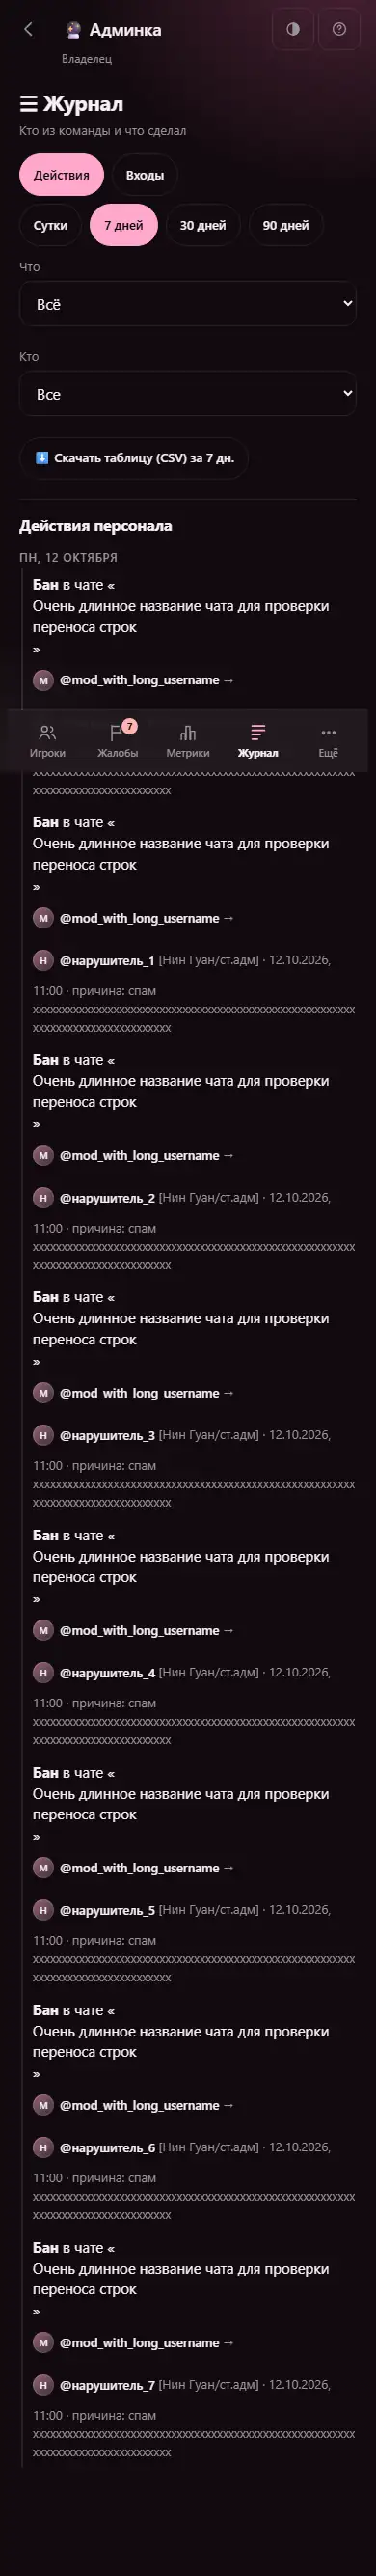 Админка
Владелец
Журнал
Кто из команды и что сделал
Действия
Входы
Сутки
7 дней
30 дней
90 дней
Что
Всё
Кто
Все
Скачать таблицу (CSV) за 7 дн.
Действия персонала
ПН, 12 ОКТЯБРЯ
Бан в чате «
Очень длинное название чата для проверки
переноса строк
»
М @mod_with_long_username →
7
Игроки
Жалобы
Метрики
Журнал
Ещё
Бан в чате «
Очень длинное название чата для проверки
переноса строк
»
М @mod_with_long_username →
Н @нарушитель_1 [Нин Гуан/ст.адм] · 12.10.2026,
11:00 · причина: спам
Бан в чате «
Очень длинное название чата для проверки
переноса строк
»
М @mod_with_long_username →
Н @нарушитель_2 [Нин Гуан/ст.адм] · 12.10.2026,
11:00 · причина: спам
Бан в чате «
Очень длинное название чата для проверки
переноса строк
»
М @mod_with_long_username →
Н @нарушитель_3 [Нин Гуан/ст.адм] · 12.10.2026,
11:00 · причина: спам
Бан в чате «
Очень длинное название чата для проверки
переноса строк
»
М @mod_with_long_username →
Н @нарушитель_4 [Нин Гуан/ст.адм] · 12.10.2026,
11:00 · причина: спам
Бан в чате «
Очень длинное название чата для проверки
переноса строк
»
М @mod_with_long_username →
Н @нарушитель_5 [Нин Гуан/ст.адм] · 12.10.2026,
11:00 · причина: спам
Бан в чате «
Очень длинное название чата для проверки
переноса строк
»
М @mod_with_long_username →
Н @нарушитель_6 [Нин Гуан/ст.адм] · 12.10.2026,
11:00 · причина: спам
Бан в чате «
Очень длинное название чата для проверки
переноса строк
»
М @mod_with_long_username →
Н @нарушитель_7 [Нин Гуан/ст.адм] · 12.10.2026,
11:00 · причина: спам